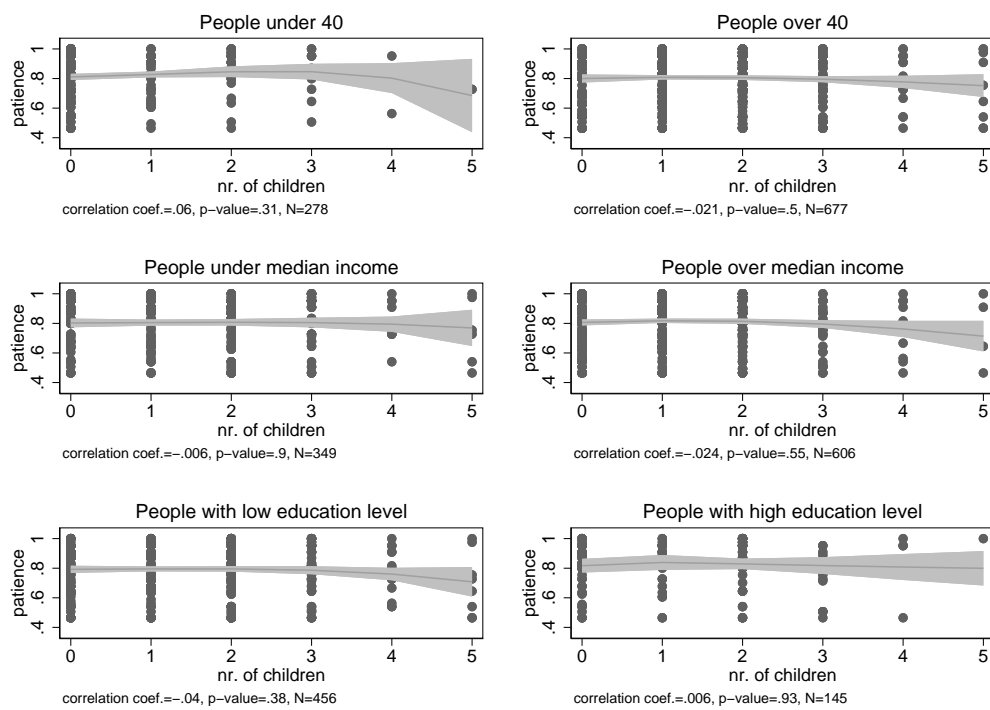 People under 40
patience
.4 .6 .8 1
0 1 2 3 4 5
nr. of children
correlation coef.=.06, p-value=.31, N=278
People over 40
patience
.4 .6 .8 1
0 1 2 3 4 5
nr. of children
correlation coef.=-.021, p-value=.5, N=677
People under median income
patience
.4 .6 .8 1
0 1 2 3 4 5
nr. of children
correlation coef.=-.006, p-value=.9, N=349
People over median income
patience
.4 .6 .8 1
0 1 2 3 4 5
nr. of children
correlation coef.=-.024, p-value=.55, N=606
People with low education level
patience
.4 .6 .8 1
0 1 2 3 4 5
nr. of children
correlation coef.=-.04, p-value=.38, N=456
People with high education level
patience
.4 .6 .8 1
0 1 2 3 4 5
nr. of children
correlation coef.=.006, p-value=.93, N=145